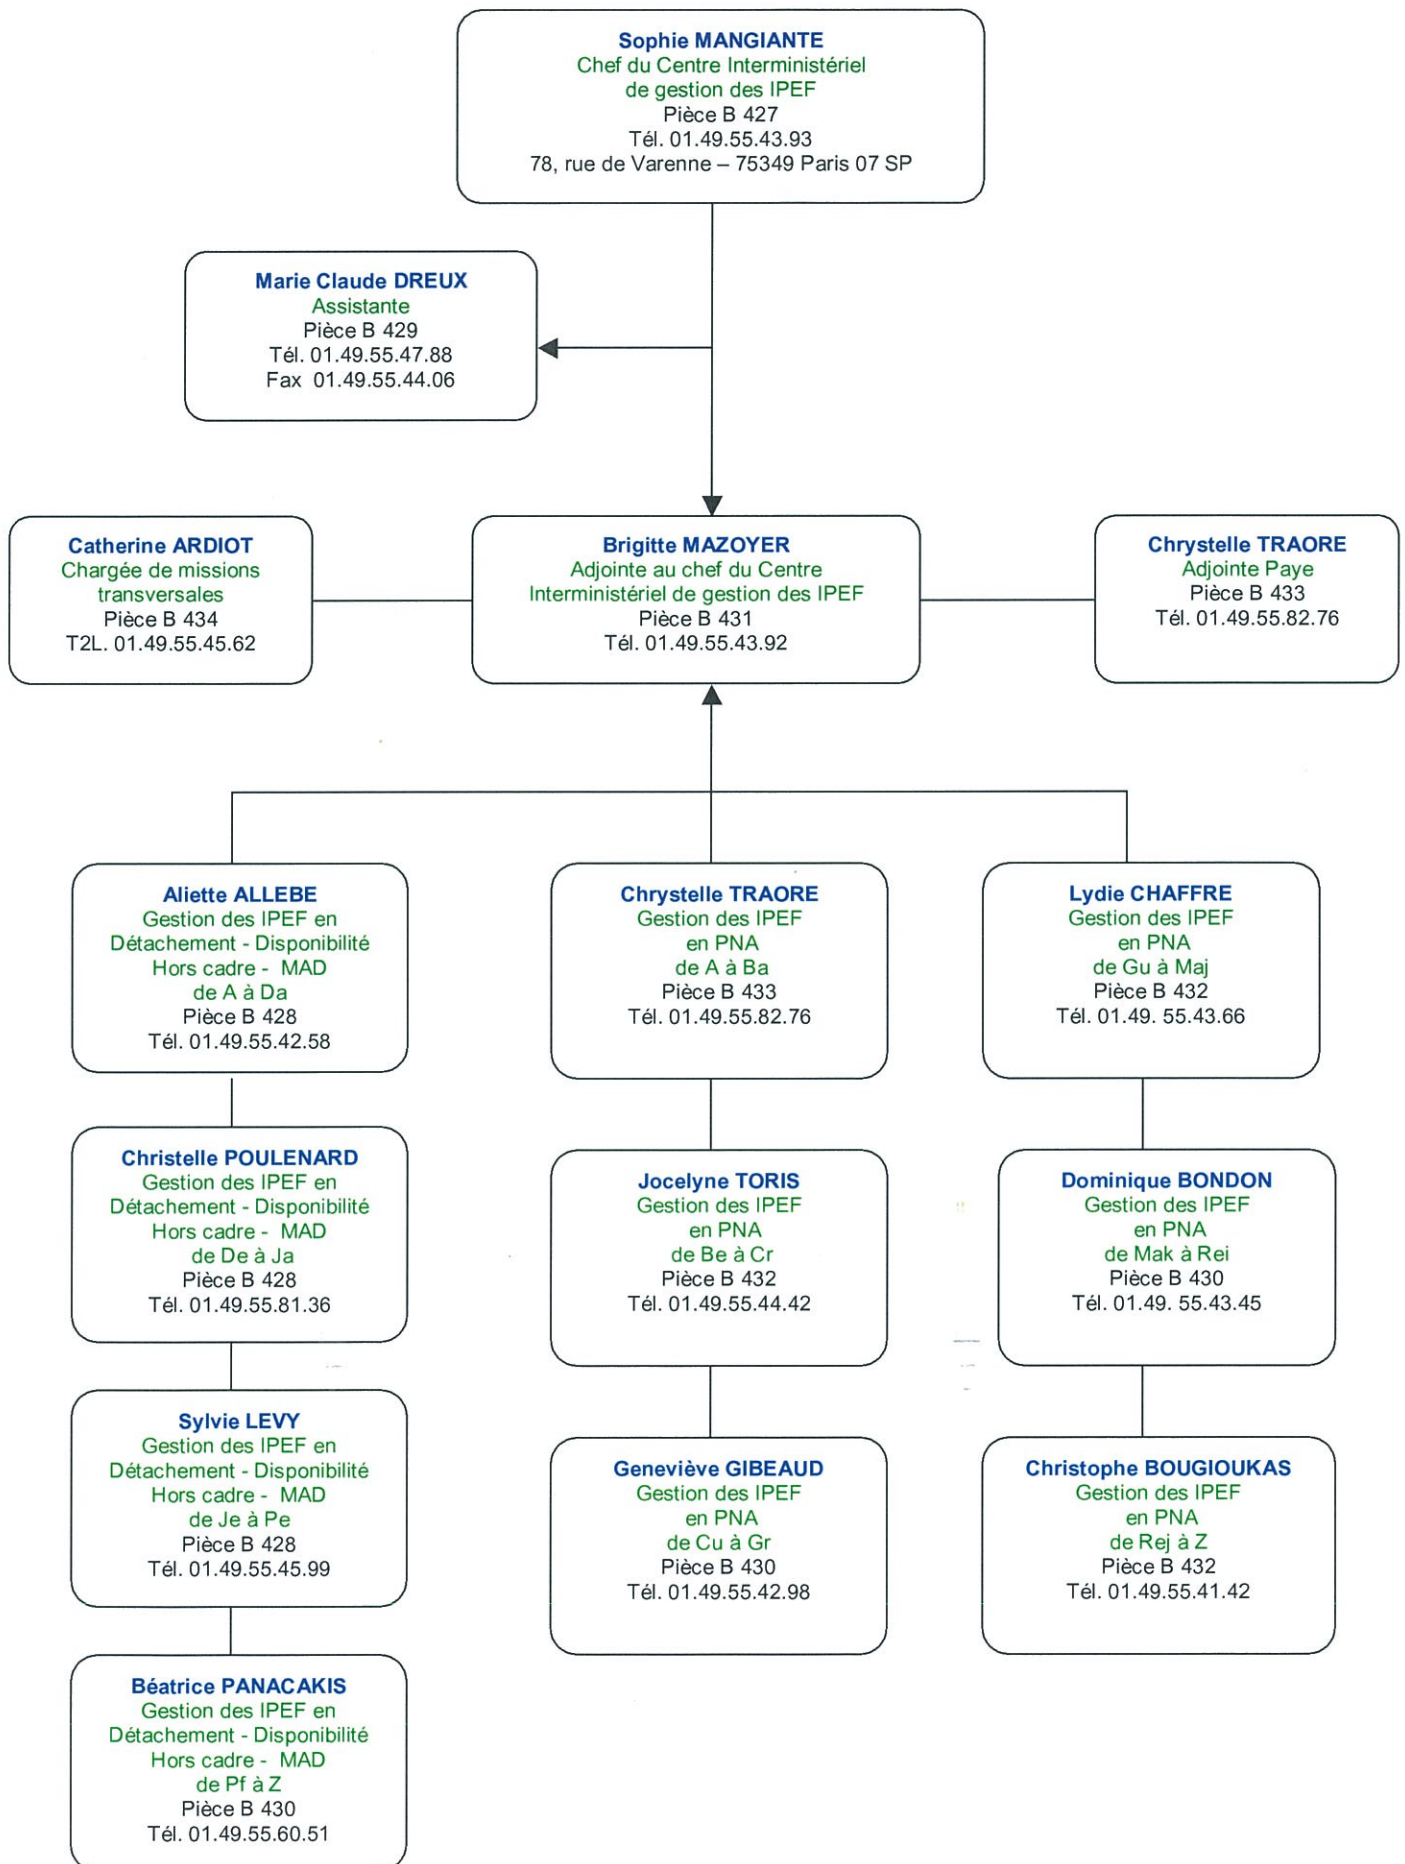 Sophie MANGIANTE
Chef du Centre Interministériel
de gestion des IPEF
Pièce B 427
Tél. 01.49.55.43.93
78, rue de Varenne – 75349 Paris 07 SP
Marie Claude DREUX
Assistante
Pièce B 429
Tél. 01.49.55.47.88
Fax 01.49.55.44.06
Catherine ARDIOT
Chargée de missions
transversales
Pièce B 434
T2L. 01.49.55.45.62
Brigitte MAZOYER
Adjointe au chef du Centre
Interministériel de gestion des IPEF
Pièce B 431
Tél. 01.49.55.43.92
Chrystelle TRAORE
Adjointe Paye
Pièce B 433
Tél. 01.49.55.82.76
Aliette ALLEBE
Gestion des IPEF en
Détachement - Disponibilité
Hors cadre - MAD
de A à Da
Pièce B 428
Tél. 01.49.55.42.58
Christelle POULENARD
Gestion des IPEF en
Détachement - Disponibilité
Hors cadre - MAD
de De à Ja
Pièce B 428
Tél. 01.49.55.81.36
Sylvie LEVY
Gestion des IPEF en
Détachement - Disponibilité
Hors cadre - MAD
de Je à Pe
Pièce B 428
Tél. 01.49.55.45.99
Béatrice PANACAKIS
Gestion des IPEF en
Détachement - Disponibilité
Hors cadre - MAD
de Pf à Z
Pièce B 430
Tél. 01.49.55.60.51
Chrystelle TRAORE
Gestion des IPEF
en PNA
de A à Ba
Pièce B 433
Tél. 01.49.55.82.76
Jocelyne TORIS
Gestion des IPEF
en PNA
de Be à Cr
Pièce B 432
Tél. 01.49.55.44.42
Geneviève GIBEAUD
Gestion des IPEF
en PNA
de Cu à Gr
Pièce B 430
Tél. 01.49.55.42.98
Lydie CHAFFRE
Gestion des IPEF
en PNA
de Gu à Maj
Pièce B 432
Tél. 01.49. 55.43.66
Dominique BONDON
Gestion des IPEF
en PNA
de Mak à Rei
Pièce B 430
Tél. 01.49. 55.43.45
Christophe BOUGIOUKAS
Gestion des IPEF
en PNA
de Rej à Z
Pièce B 432
Tél. 01.49.55.41.42